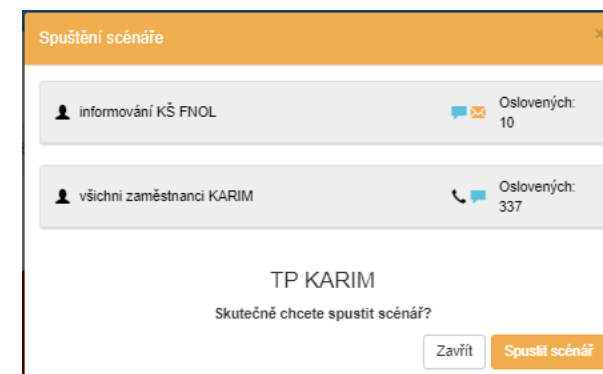 Spuštění scénáře
×
informování KŠ FNOL
Oslovených:
10
všichni zaměstnanci KARIM
Oslovených:
337
TP KARIM
Skutečně chcete spustit scénář?
Zavřít
Spustit scénář